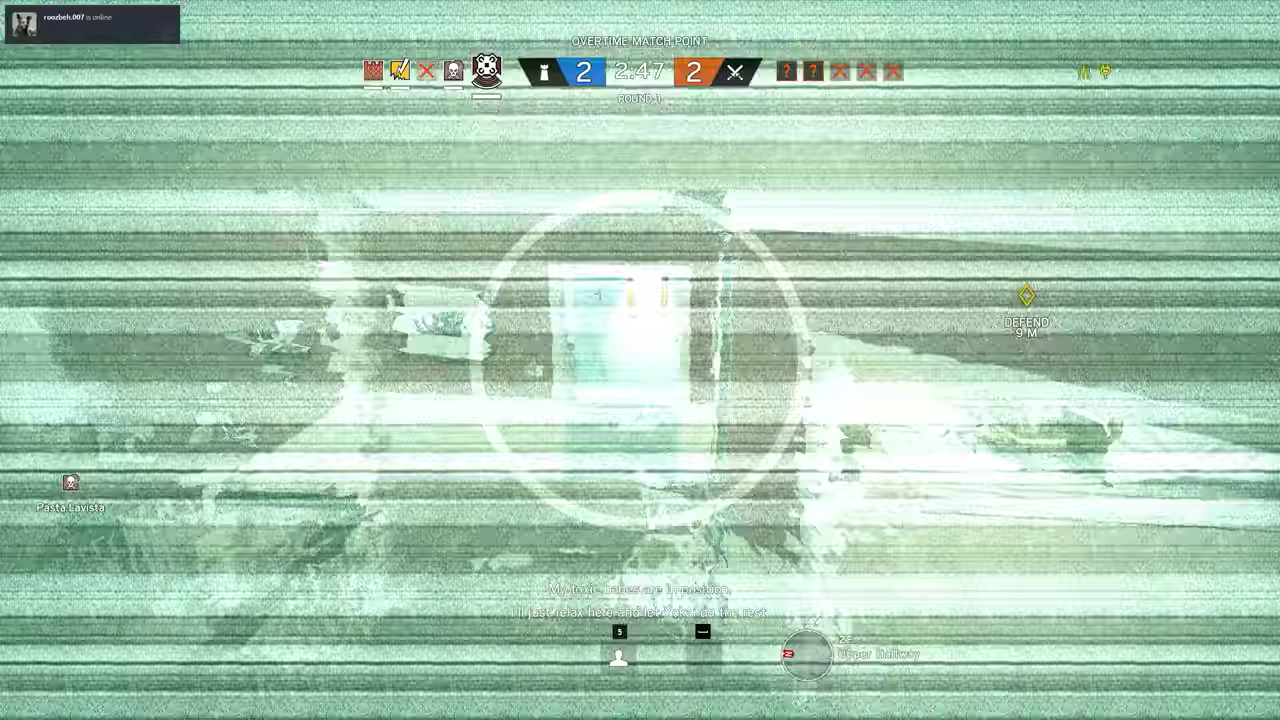 roozbeh.007 is online
OVERTIME MATCH POINT
2 2:47 2
? ?
ROUND 1
DEFEND
9 M
Pasta.Lavista
My toxic babes are in position,
I'll just relax here and let Yokai do the rest.
5
2F
Upper Hallway